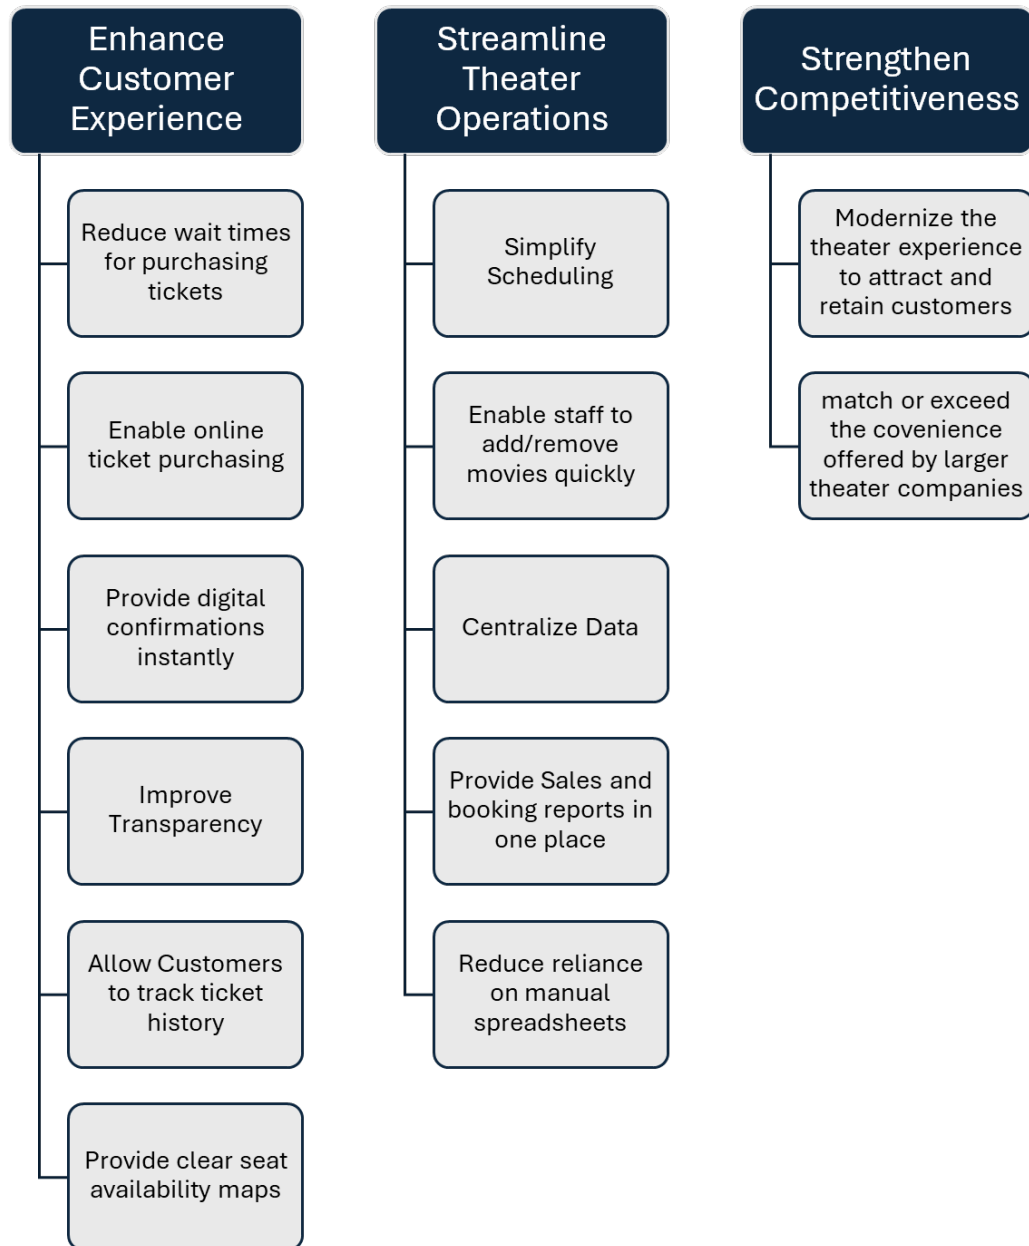 Enhance
Customer
Experience
Reduce wait times
for purchasing
tickets
Enable online
ticket purchasing
Provide digital
confirmations
instantly
Improve
Transparency
Allow Customers
to track ticket
history
Provide clear seat
availability maps
Streamline
Theater
Operations
Simplify
Scheduling
Enable staff to
add/remove
movies quickly
Centralize Data
Provide Sales and
booking reports in
one place
Reduce reliance
on manual
spreadsheets
Strengthen
Competitiveness
Modernize the
theater experience
to attract and
retain customers
match or exceed
the covenience
offered by larger
theater companies